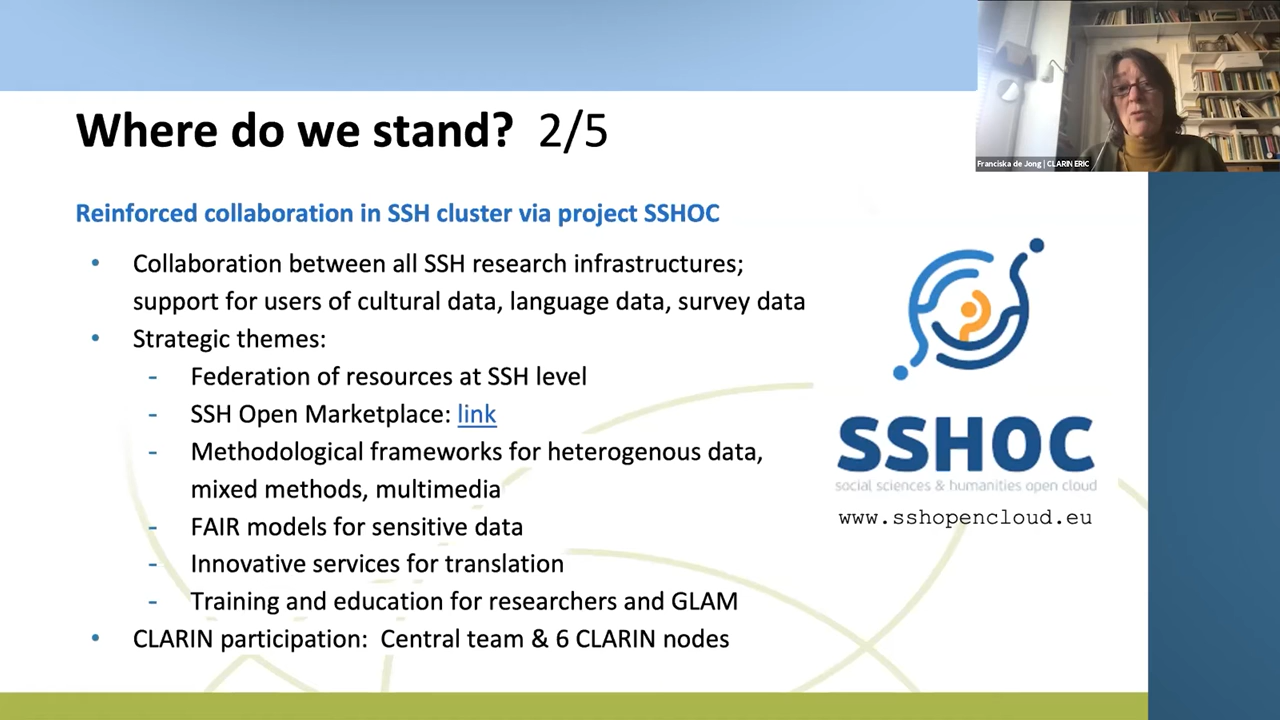 Where do we stand? 2/5
Franciska de Jong | CLARIN ERIC
Reinforced collaboration in SSH cluster via project SSHOC
• Collaboration between all SSH research infrastructures;
support for users of cultural data, language data, survey data
• Strategic themes:
- Federation of resources at SSH level
- SSH Open Marketplace: link
- Methodological frameworks for heterogenous data,
mixed methods, multimedia
- FAIR models for sensitive data
- Innovative services for translation
- Training and education for researchers and GLAM
• CLARIN participation: Central team & 6 CLARIN nodes
SSHOC
social sciences & humanities open cloud
www.sshopencloud.eu